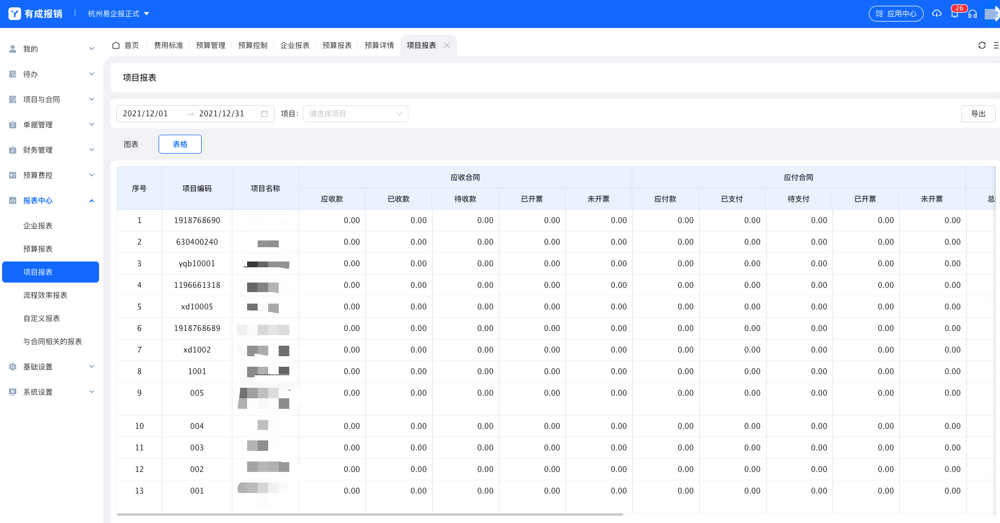 有成报销 杭州易企报正式 应用中心 26
首页 费用标准 预算管理 预算控制 企业报表 预算报表 预算详情 项目报表
我的
待办
项目与合同
单据管理
财务管理
预算费控
报表中心
企业报表
预算报表
项目报表
流程效率报表
自定义报表
与合同相关的报表
基础设置
系统设置
项目报表
2021/12/01 → 2021/12/31 项目: 请选择项目 导出
图表 表格
序号 项目编码 项目名称 应收合同 应付合同
应收款 已收款 待收款 已开票 未开票 应付款 已支付 待支付 已开票 未开票 总
1 1918768690 0.00 0.00 0.00 0.00 0.00 0.00 0.00 0.00 0.00 0.00
2 630400240 0.00 0.00 0.00 0.00 0.00 0.00 0.00 0.00 0.00 0.00
3 yqb10001 0.00 0.00 0.00 0.00 0.00 0.00 0.00 0.00 0.00 0.00
4 1196661318 0.00 0.00 0.00 0.00 0.00 0.00 0.00 0.00 0.00 0.00
5 xd10005 0.00 0.00 0.00 0.00 0.00 0.00 0.00 0.00 0.00 0.00
6 1918768689 0.00 0.00 0.00 0.00 0.00 0.00 0.00 0.00 0.00 0.00
7 xd1002 0.00 0.00 0.00 0.00 0.00 0.00 0.00 0.00 0.00 0.00
8 1001 0.00 0.00 0.00 0.00 0.00 0.00 0.00 0.00 0.00 0.00
9 005 0.00 0.00 0.00 0.00 0.00 0.00 0.00 0.00 0.00 0.00
10 004 0.00 0.00 0.00 0.00 0.00 0.00 0.00 0.00 0.00 0.00
11 003 0.00 0.00 0.00 0.00 0.00 0.00 0.00 0.00 0.00 0.00
12 002 0.00 0.00 0.00 0.00 0.00 0.00 0.00 0.00 0.00 0.00
13 001 0.00 0.00 0.00 0.00 0.00 0.00 0.00 0.00 0.00 0.00